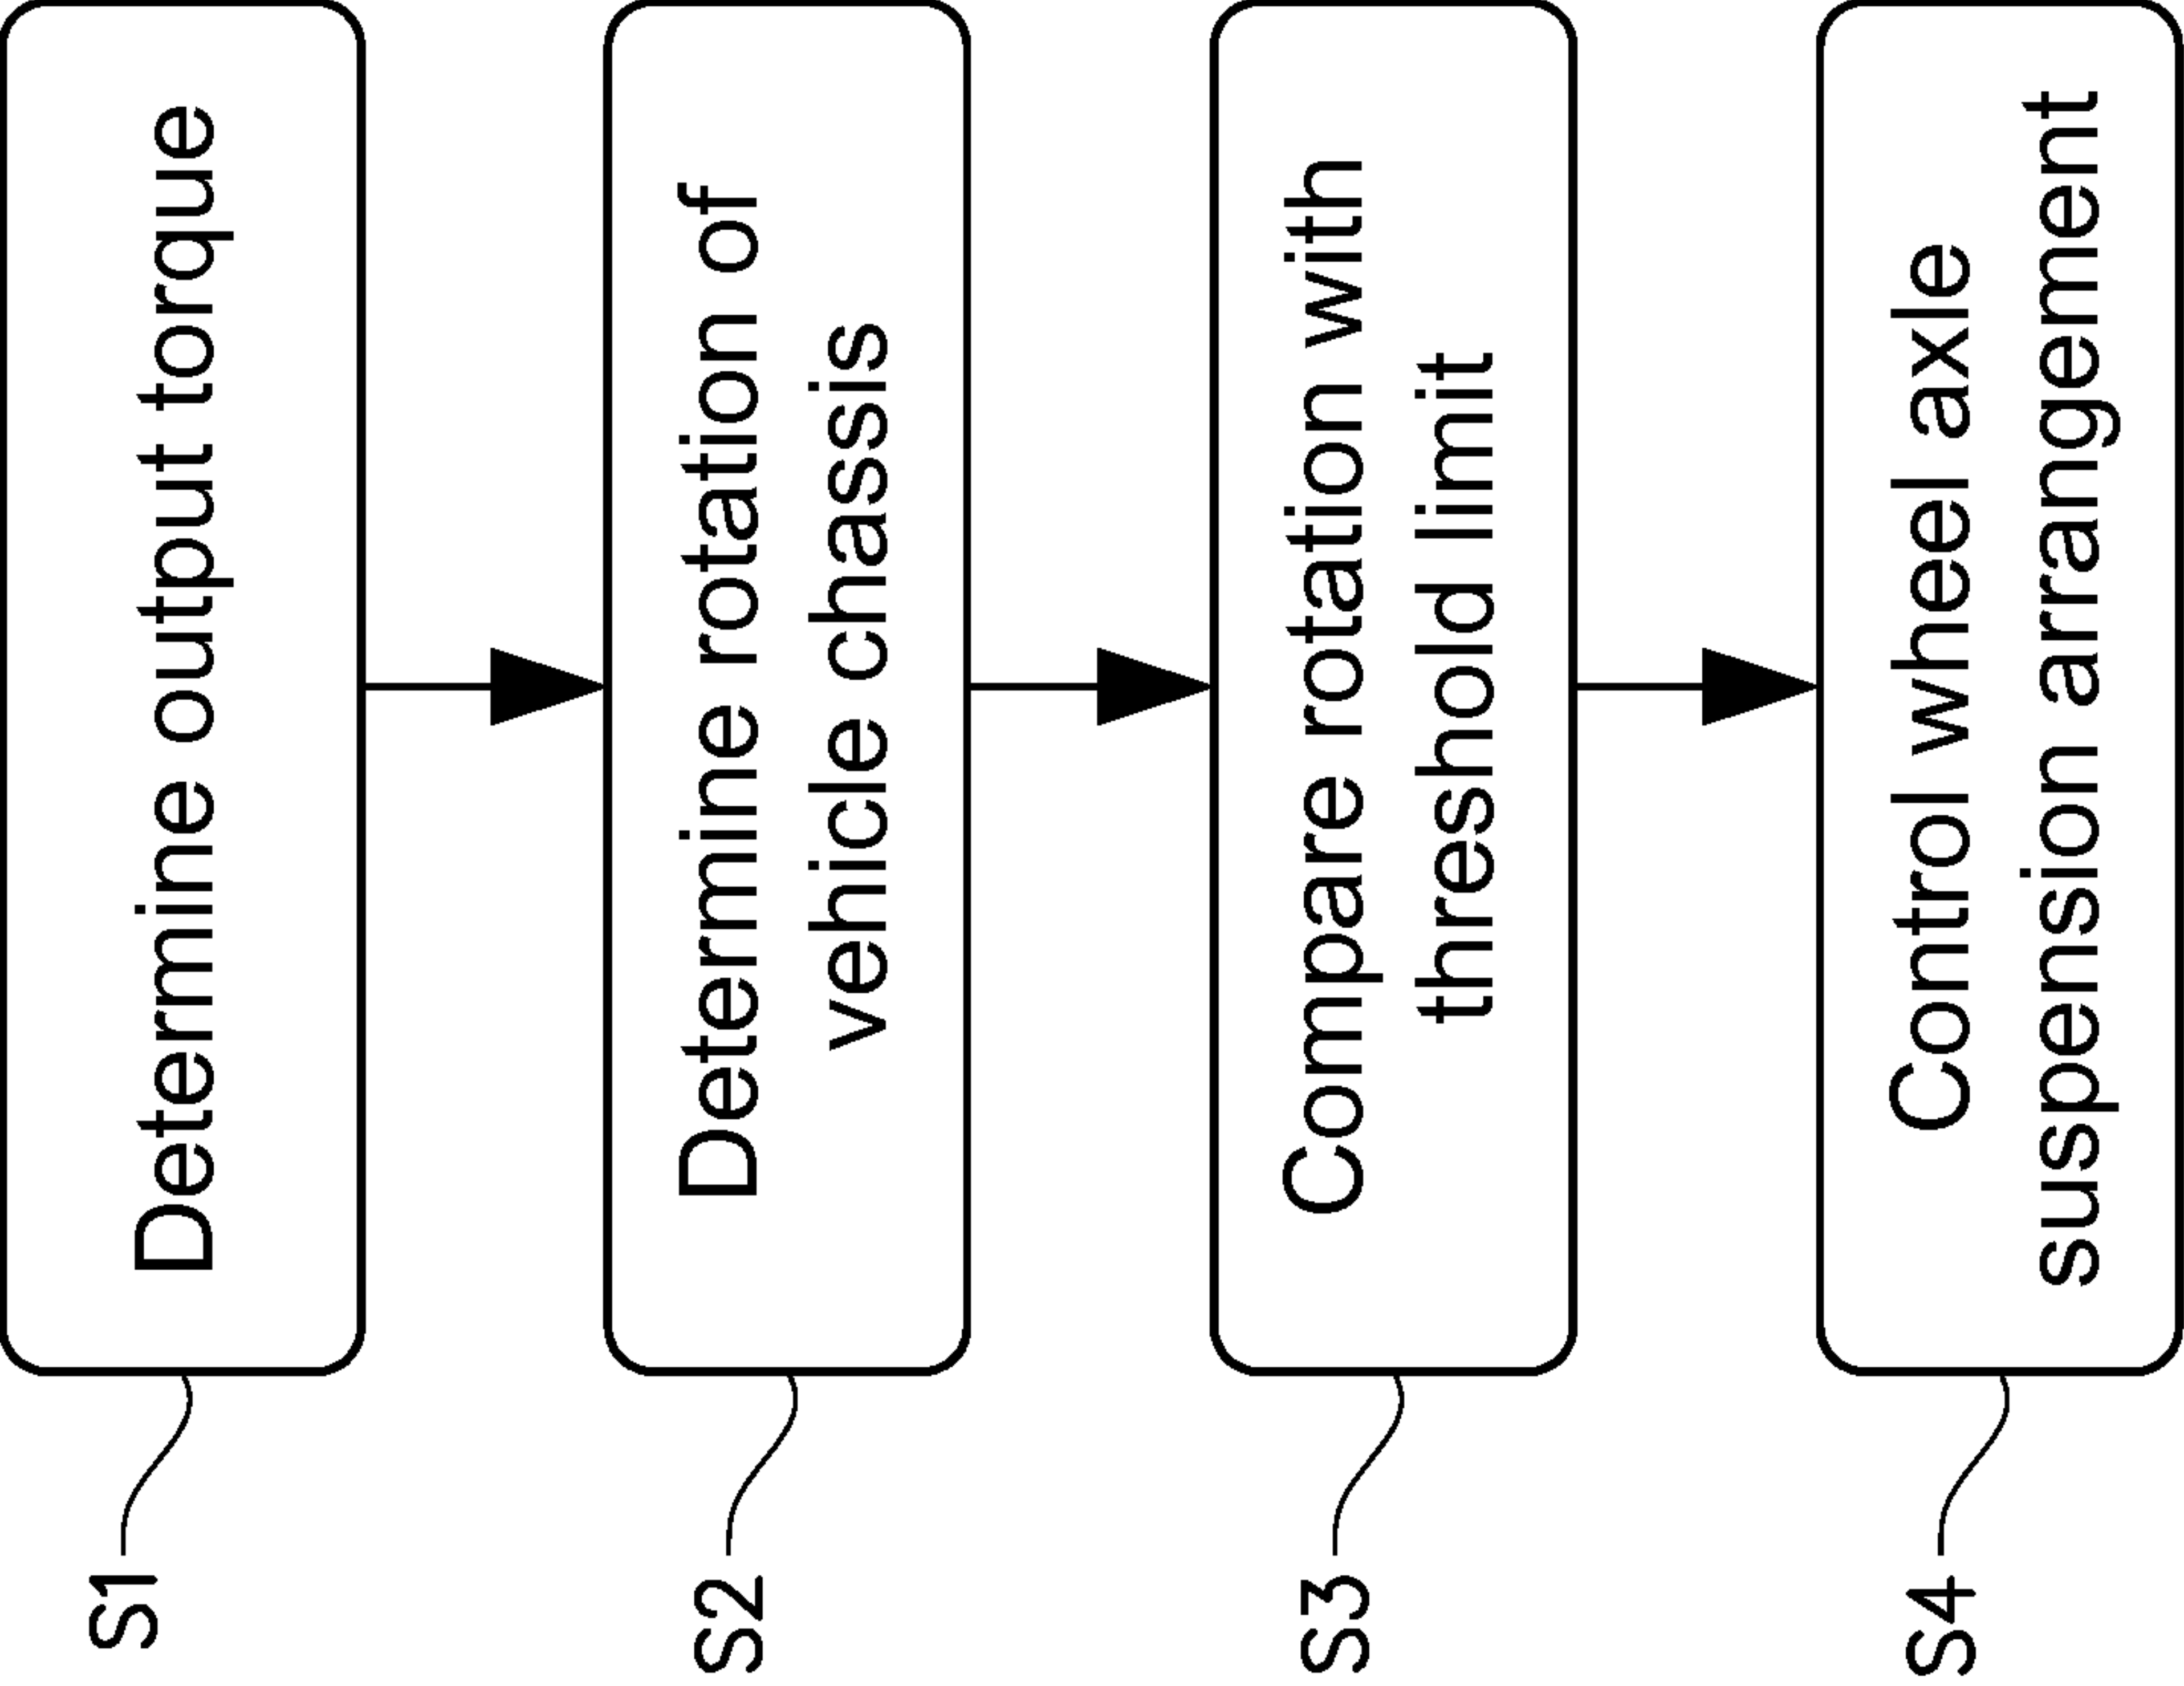 S1
Determine output torque
S2
Determine rotation of
vehicle chassis
S3
Compare rotation with
threshold limit
S4
Control wheel axle
suspension arrangement